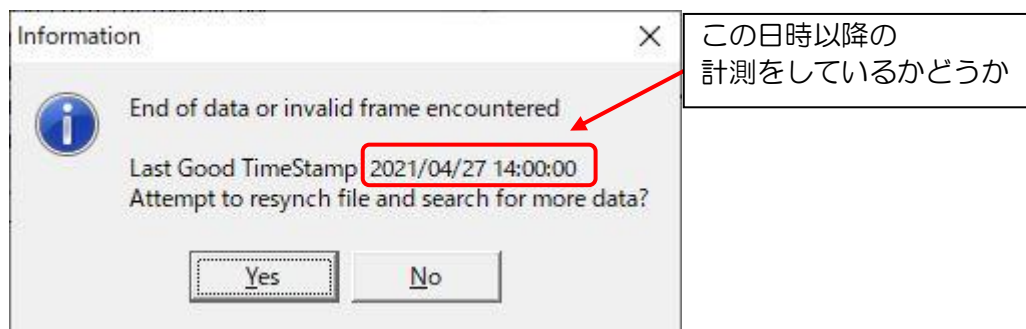 Information
この日時以降の
計測をしているかどうか
End of data or invalid frame encountered
Last Good TimeStamp 2021/04/27 14:00:00
Attempt to resynch file and search for more data?
Yes
No